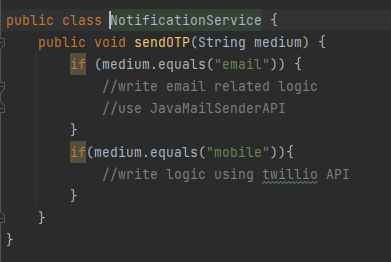 public class NotificationService {
    public void sendOTP(String medium) {
        if (medium.equals("email")) {
            //write email related logic
            //use JavaMailSenderAPI
        }
        if(medium.equals("mobile")){
            //write logic using twillio API
        }
    }
}